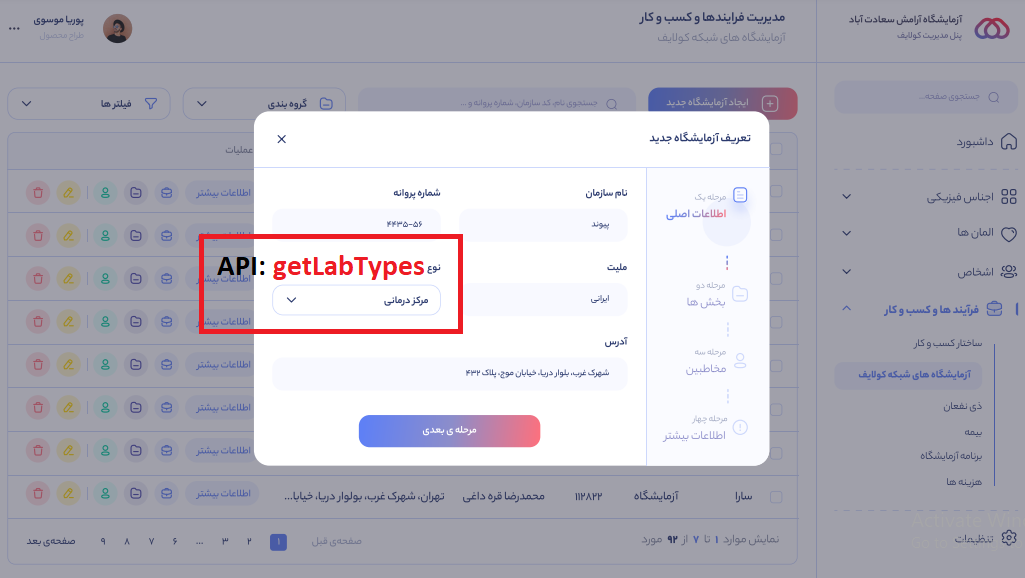 آزمایشگاه آرامش سعادت آباد
پنل مدیریت کولایف
مدیریت فرایندها و کسب و کار
آزمایشگاه های شبکه کولایف
پوریا موسوی
طراح محصول
جستجوی صفحه...
داشبورد
اجناس فیزیکی
المان ها
اشخاص
فرآیند ها و کسب و کار
ساختار کسب و کار
آزمایشگاه های شبکه کولایف
ذی نفعان
بیمه
برنامه آزمایشگاه
هزینه ها
تنظیمات
ایجاد آزمایشگاه جدید
جستجوی نام، کد سازمان، شماره پروانه و ...
گروه بندی
فیلتر ها
عملیات
اطلاعات بیشتر
اطلاعات بیشتر
اطلاعات بیشتر
اطلاعات بیشتر
اطلاعات بیشتر
اطلاعات بیشتر
اطلاعات بیشتر
تعریف آزمایشگاه جدید
مرحله یک
اطلاعات اصلی
مرحله دو
بخش ها
مرحله سه
مخاطبین
مرحله چهار
اطلاعات بیشتر
نام سازمان
پیوند
شماره پروانه
۴۴۳۵-۵۶
ملیت
ایرانی
نوع
API: getLabTypes
مرکز درمانی
آدرس
شهرک غرب، بلوار دریا، خیابان موج، پلاک ۴۳۲
مرحله ی بعدی
سارا آزمایشگاه ۱۱۲۸۲۲ محمدرضا قره داغی تهران، شهرک غرب، بولوار دریا، خیابا... اطلاعات بیشتر
نمایش موارد ۱ تا ۷ از ۹۲ مورد
صفحه‌ی قبل ۱ ۲ ۳ ... ۶ ۷ ۸ ۹ صفحه‌ی بعد